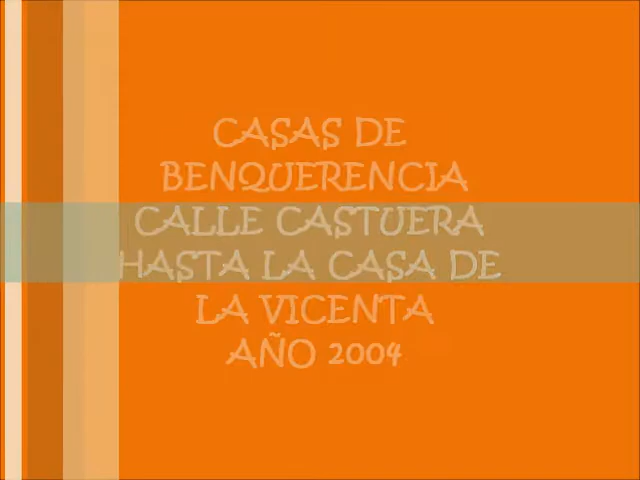 CASAS DE
BENQUERENCIA
CALLE CASTUERA
HASTA LA CASA DE
LA VICENTA
AÑO 2004